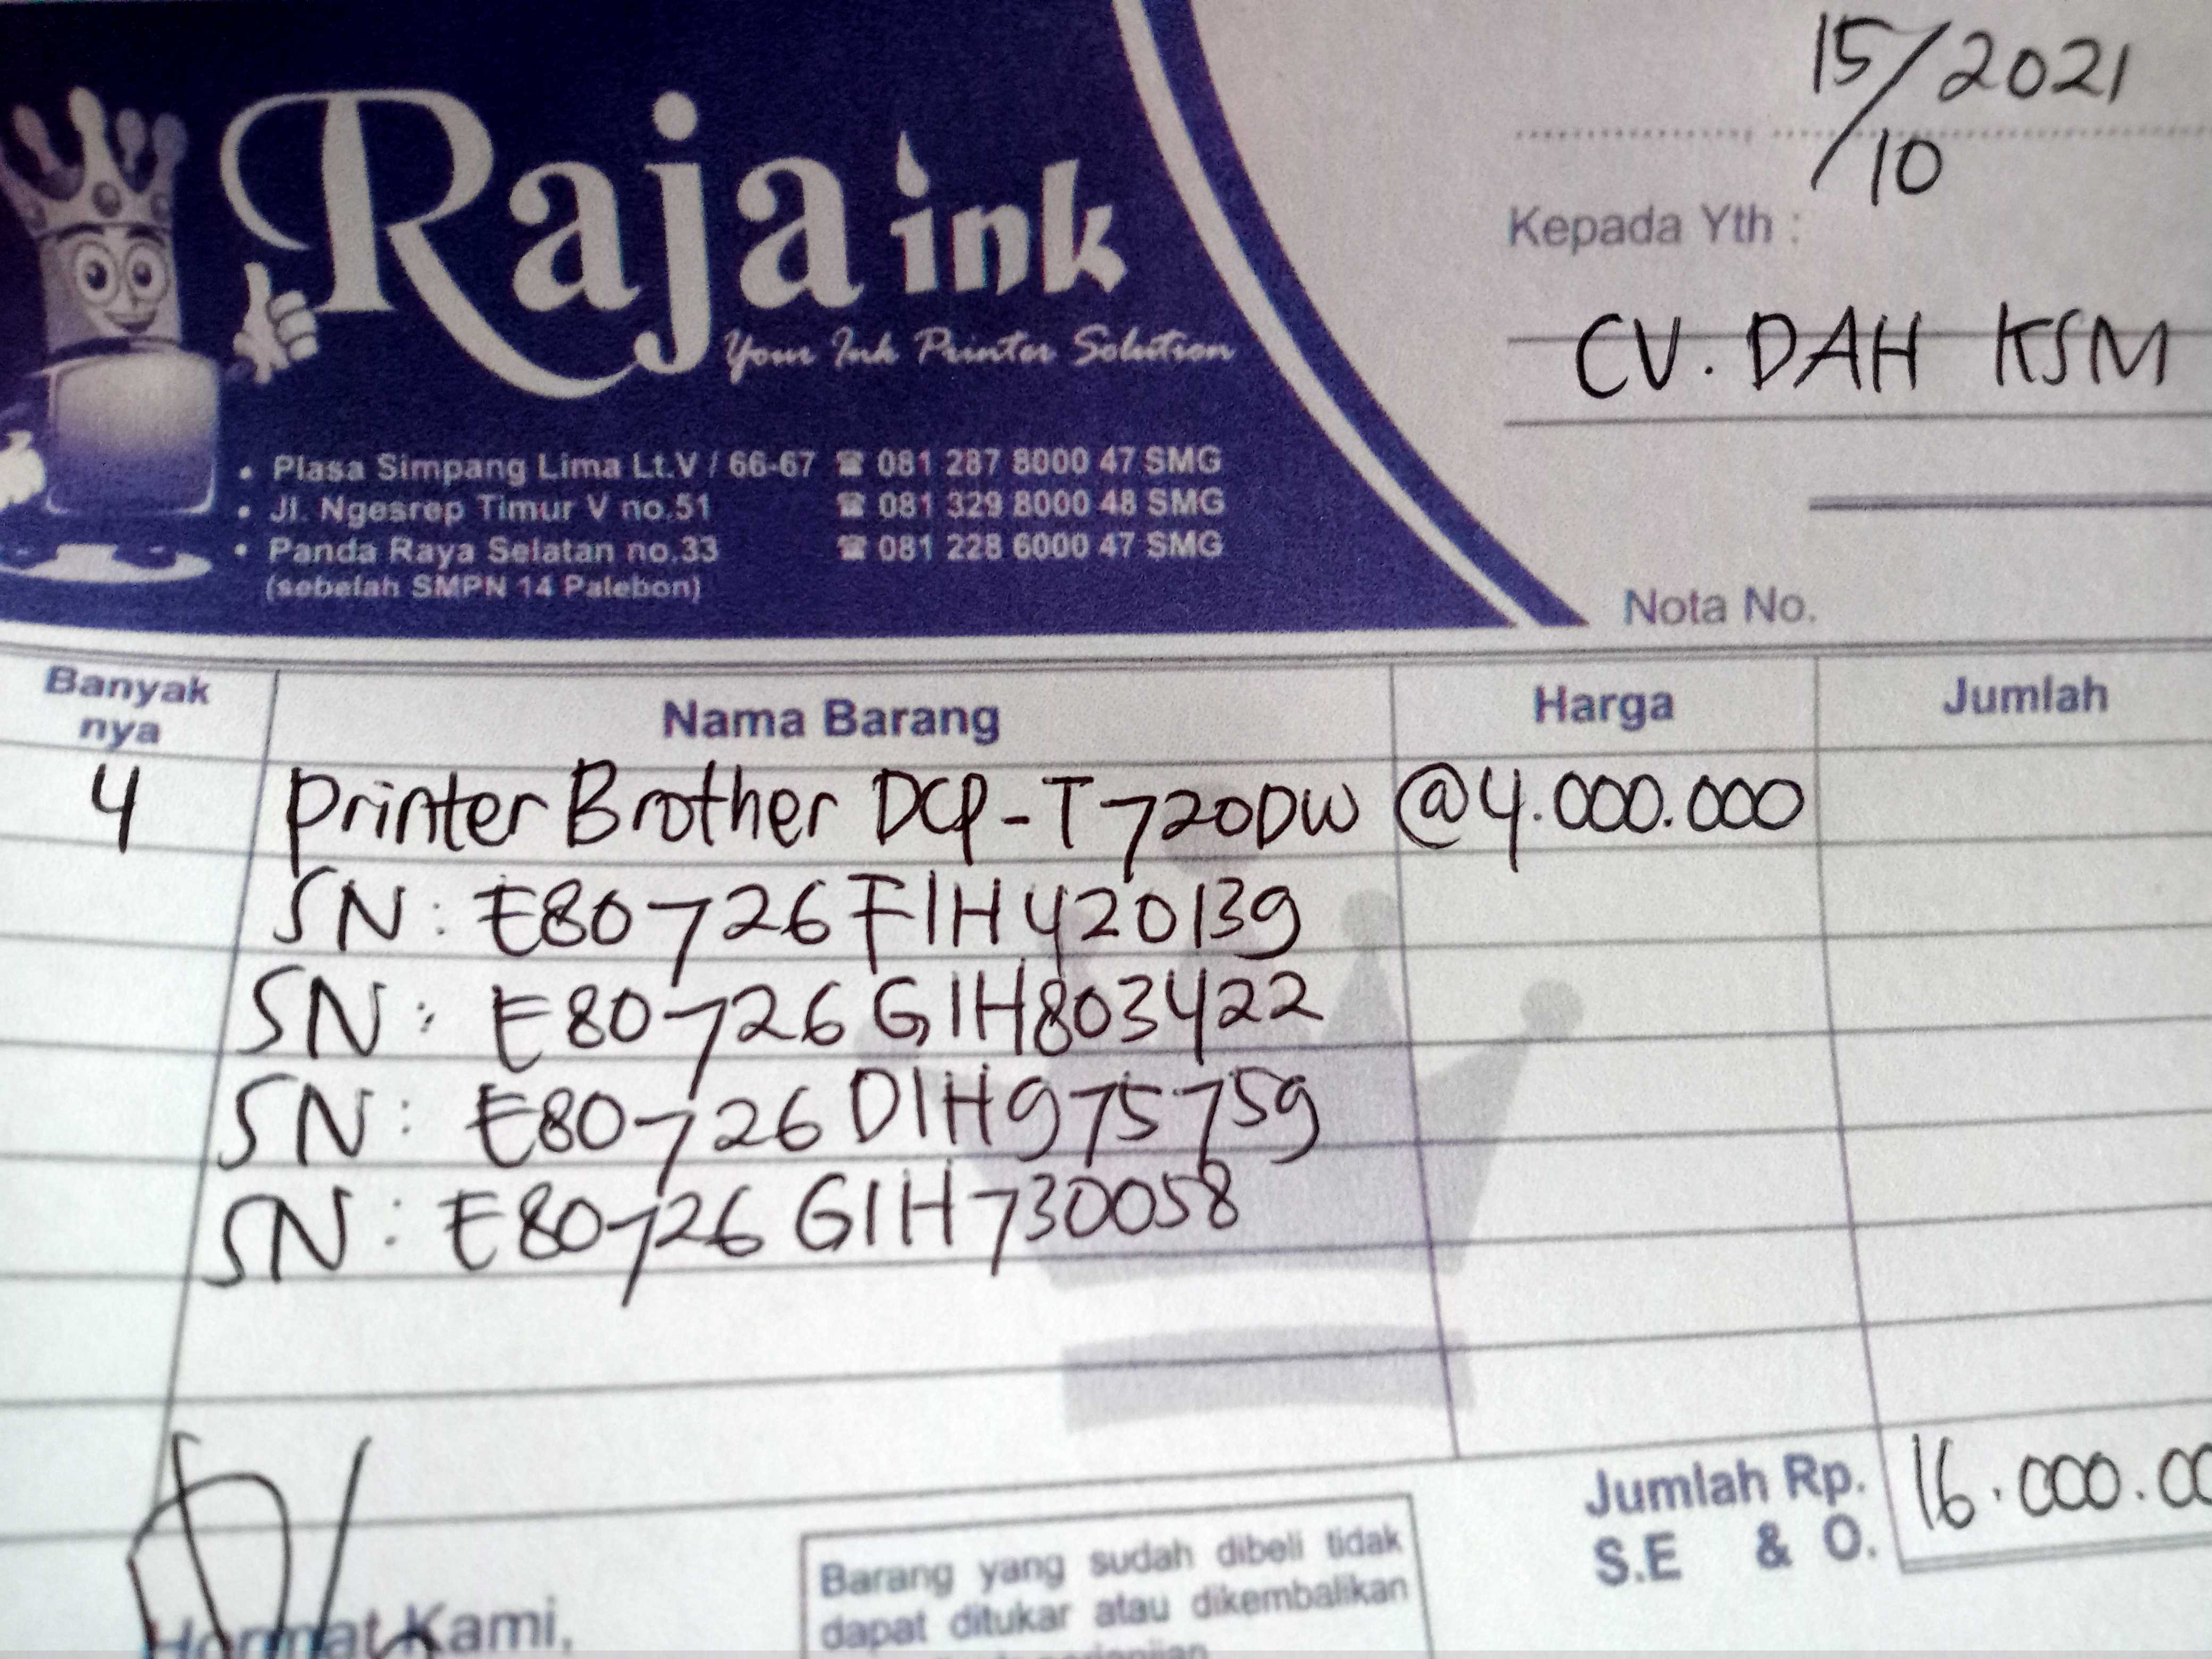 15/10/2021
Raja ink
Your Ink Printer Solution
Kepada Yth :
CV. DAH KSM
• Plasa Simpang Lima Lt.V / 66-67 ☎ 081 287 8000 47 SMG
• Jl. Ngesrep Timur V no.51 ☎ 081 329 8000 48 SMG
• Panda Raya Selatan no.33 ☎ 081 228 6000 47 SMG
(sebelah SMPN 14 Palebon)
Nota No.
Banyak nya Nama Barang Harga Jumlah
4 Printer Brother DCP-T720DW @4.000.000
SN : E80726F1H420139
SN : E80726G1H803422
SN : E80726D1H975759
SN : E80726G1H730058
Jumlah Rp. 16.000.00
S.E & O.
Hormat Kami,
Barang yang sudah dibeli tidak
dapat ditukar atau dikembalikan